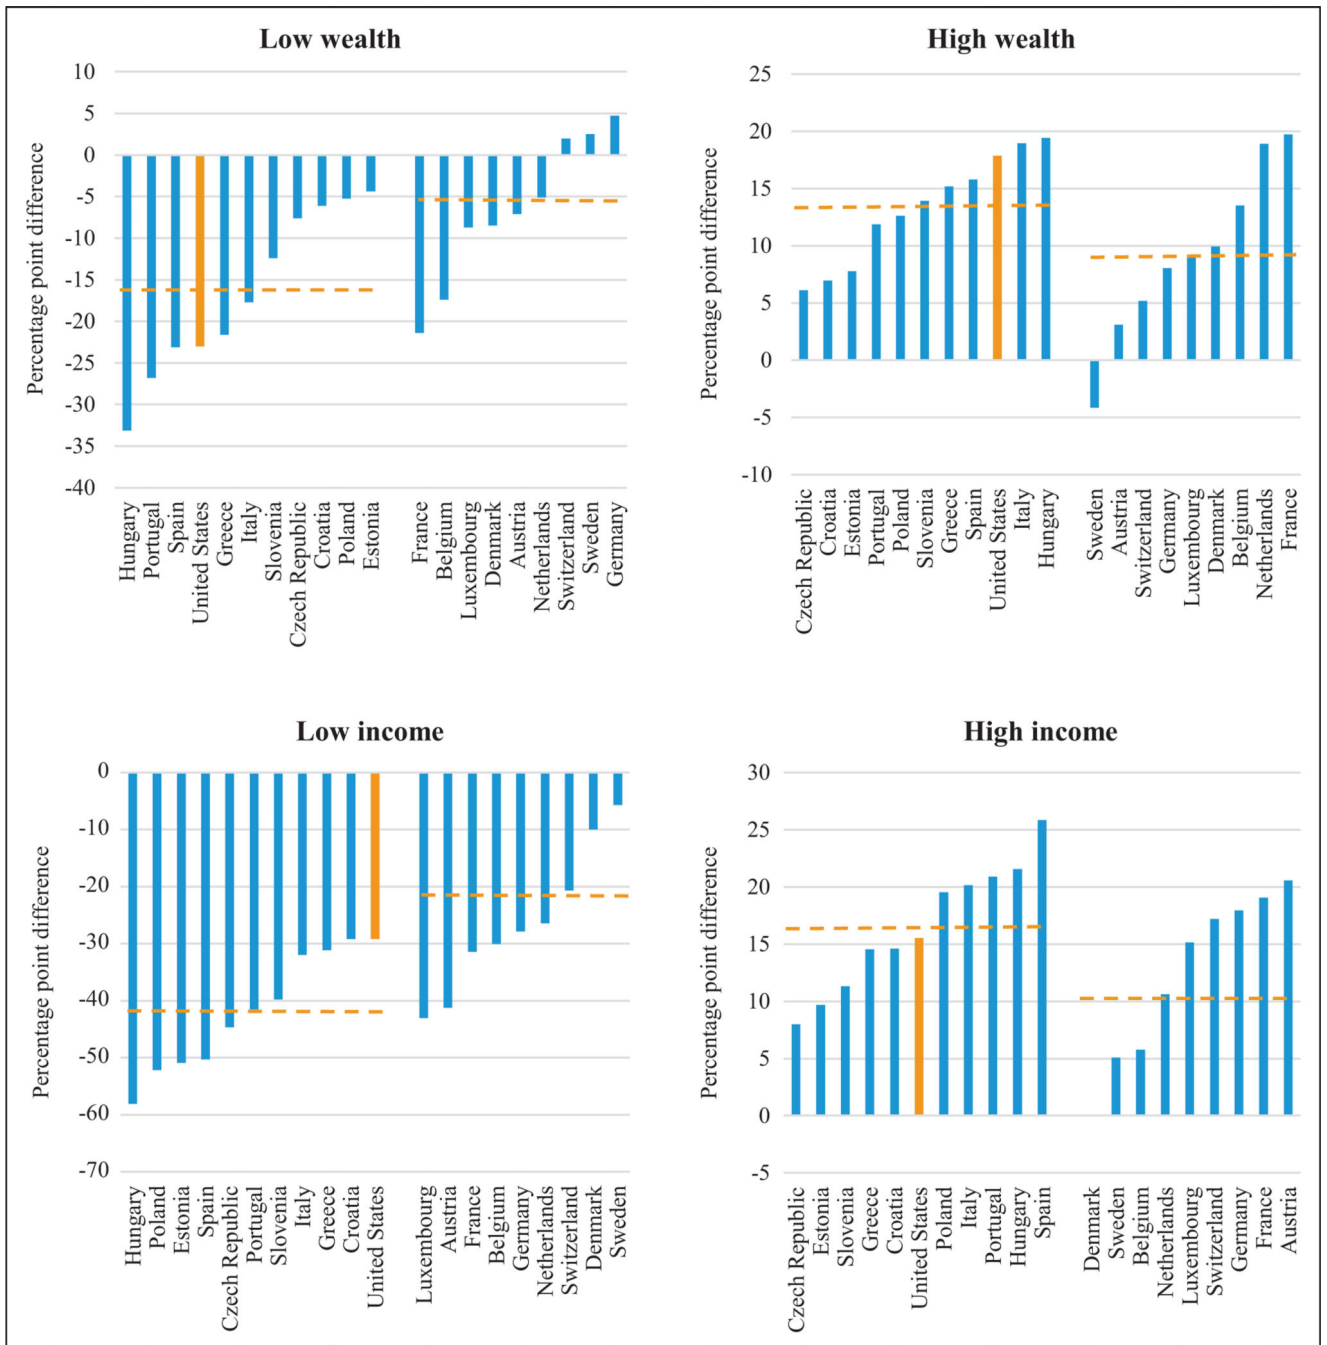 Low wealth
Percentage point difference
10
5
0
-5
-10
-15
-20
-25
-30
-35
-40
Hungary
Portugal
Spain
United States
Greece
Italy
Slovenia
Czech Republic
Croatia
Poland
Estonia
France
Belgium
Luxembourg
Denmark
Austria
Netherlands
Switzerland
Sweden
Germany
High wealth
Percentage point difference
25
20
15
10
5
0
-5
-10
Czech Republic
Croatia
Estonia
Portugal
Poland
Slovenia
Greece
Spain
United States
Italy
Hungary
Sweden
Austria
Switzerland
Germany
Luxembourg
Denmark
Belgium
Netherlands
France
Low income
Percentage point difference
0
-10
-20
-30
-40
-50
-60
-70
Hungary
Poland
Estonia
Spain
Czech Republic
Portugal
Slovenia
Italy
Greece
Croatia
United States
Luxembourg
Austria
France
Belgium
Germany
Netherlands
Switzerland
Denmark
Sweden
High income
Percentage point difference
30
25
20
15
10
5
0
-5
Czech Republic
Estonia
Slovenia
Greece
Croatia
United States
Poland
Italy
Portugal
Hungary
Spain
Denmark
Sweden
Belgium
Netherlands
Luxembourg
Switzerland
Germany
France
Austria